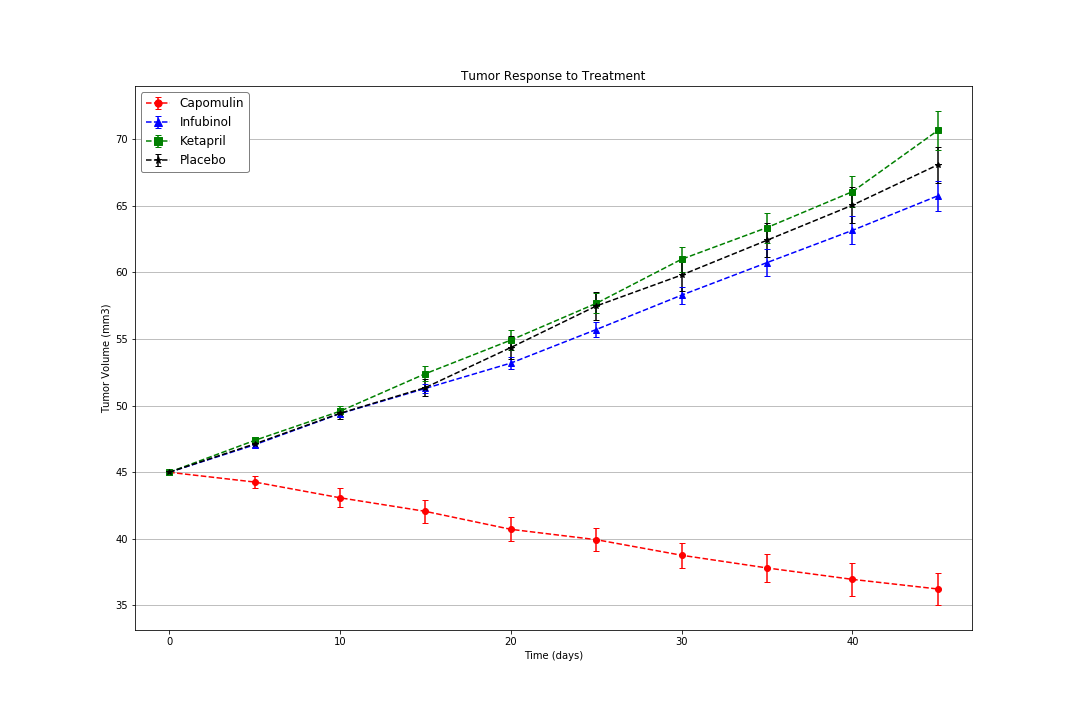 Tumor Response to Treatment
Capomulin
Infubinol
Ketapril
Placebo
Tumor Volume (mm3)
70
65
60
55
50
45
40
35
0 10 20 30 40
Time (days)